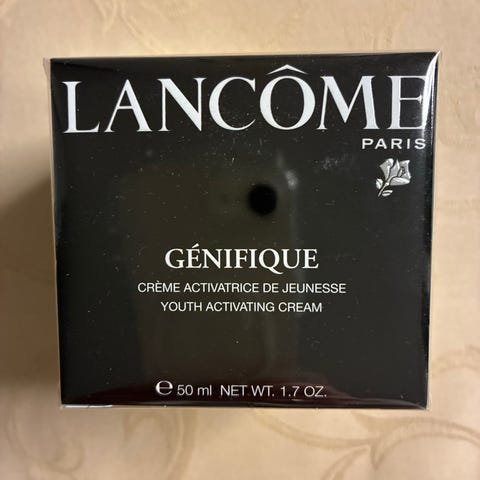 LANCÔME
PARIS
GÉNIFIQUE
CRÈME ACTIVATRICE DE JEUNESSE
YOUTH ACTIVATING CREAM
℮ 50 ml NET WT. 1.7 OZ.